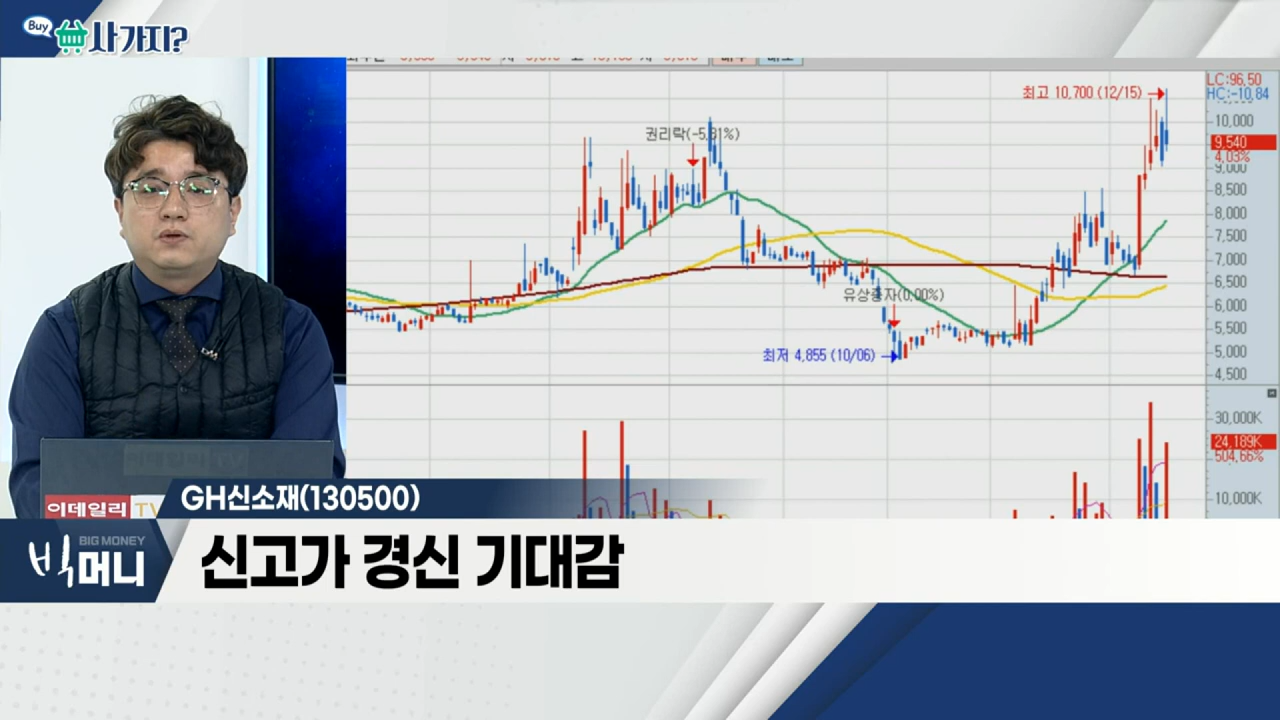 Buy
사가지?
LC:96.50
HC:-10.84
최고 10,700 (12/15)
10,000
9,540
4.03%
9,000
권리락(-5.81%)
8,500
8,000
7,500
7,000
6,500
유상증자(0.00%)
6,000
5,500
최저 4,855 (10/06)
5,000
4,500
30,000K
24,189K
504.66%
10,000K
이데일리 TV
GH신소재(130500)
BIG MONEY
빅머니
신고가 경신 기대감